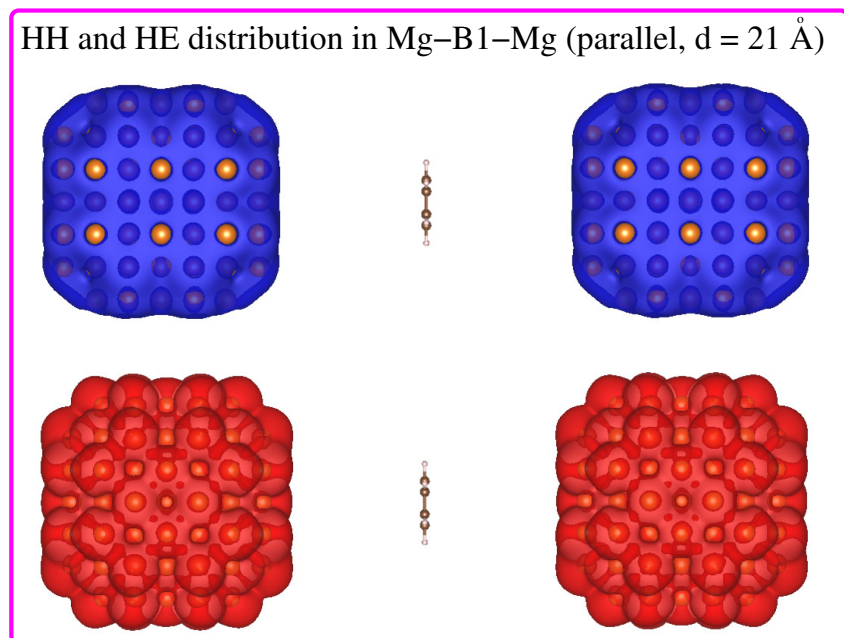 HH and HE distribution in Mg−B1−Mg (parallel, d = 21 Å)